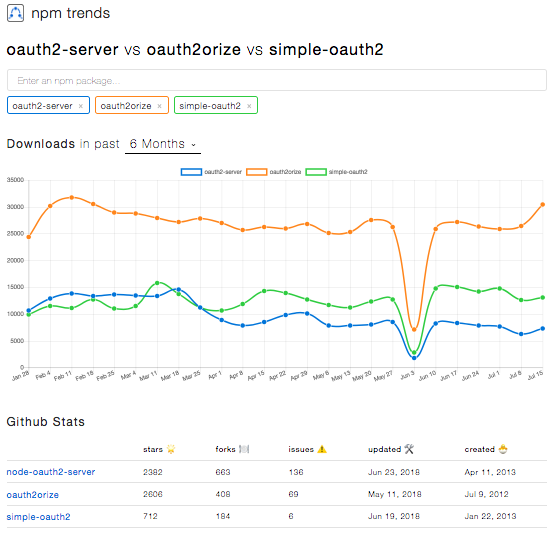 npm trends
oauth2-server vs oauth2orize vs simple-oauth2
Enter an npm package...
oauth2-server × oauth2orize × simple-oauth2 ×
Downloads in past 6 Months
oauth2-server oauth2orize simple-oauth2
35000
30000
25000
20000
15000
10000
5000
0
Jan 28 Feb 4 Feb 11 Feb 18 Feb 25 Mar 4 Mar 11 Mar 18 Mar 25 Apr 1 Apr 8 Apr 15 Apr 22 Apr 29 May 6 May 13 May 20 May 27 Jun 3 Jun 10 Jun 17 Jun 24 Jul 1 Jul 8 Jul 15
Github Stats
stars 🌟 forks 🍽 issues ⚠️ updated 🛠 created 🐣
node-oauth2-server 2382 663 136 Jun 23, 2018 Apr 11, 2013
oauth2orize 2606 408 69 May 11, 2018 Jul 9, 2012
simple-oauth2 712 184 6 Jun 19, 2018 Jan 22, 2013